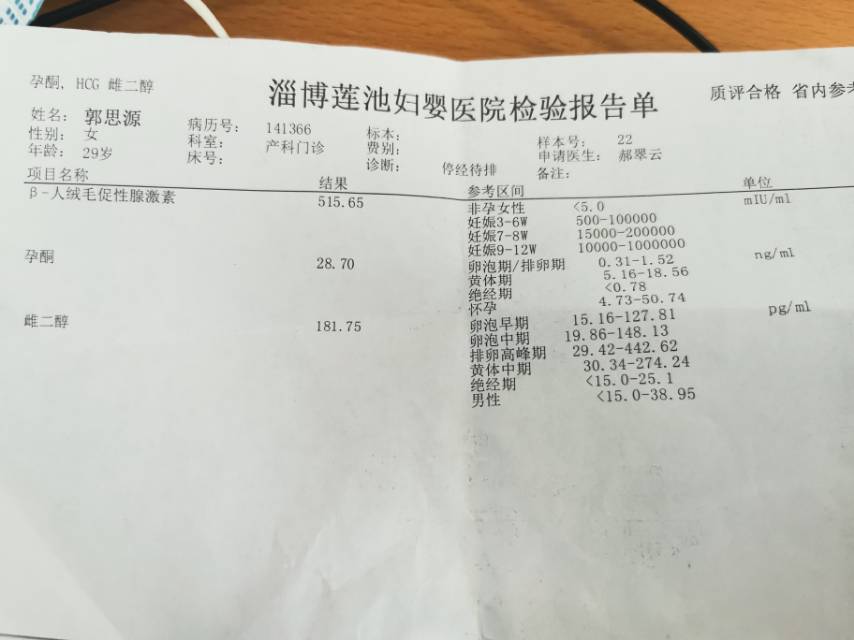 孕酮, HCG 雌二醇
淄博莲池妇婴医院检验报告单
质评合格 省内参考
姓名: 郭思源 病历号: 141366 标本: 样本号: 22
性别: 女 科室: 产科门诊 费别: 申请医生: 郝翠云
年龄: 29岁 床号: 诊断: 停经待排 备注:
项目名称 结果 参考区间 单位
β-人绒毛促性腺激素 515.65 非孕女性 <5.0 mIU/ml
妊娠3-6W 500-100000
妊娠7-8W 15000-200000
妊娠9-12W 10000-1000000
孕酮 28.70 卵泡期/排卵期 0.31-1.52 ng/ml
黄体期 5.16-18.56
绝经期 <0.78
怀孕 4.73-50.74
雌二醇 181.75 卵泡早期 15.16-127.81 pg/ml
卵泡中期 19.86-148.13
排卵高峰期 29.42-442.62
黄体中期 30.34-274.24
绝经期 <15.0-25.1
男性 <15.0-38.95